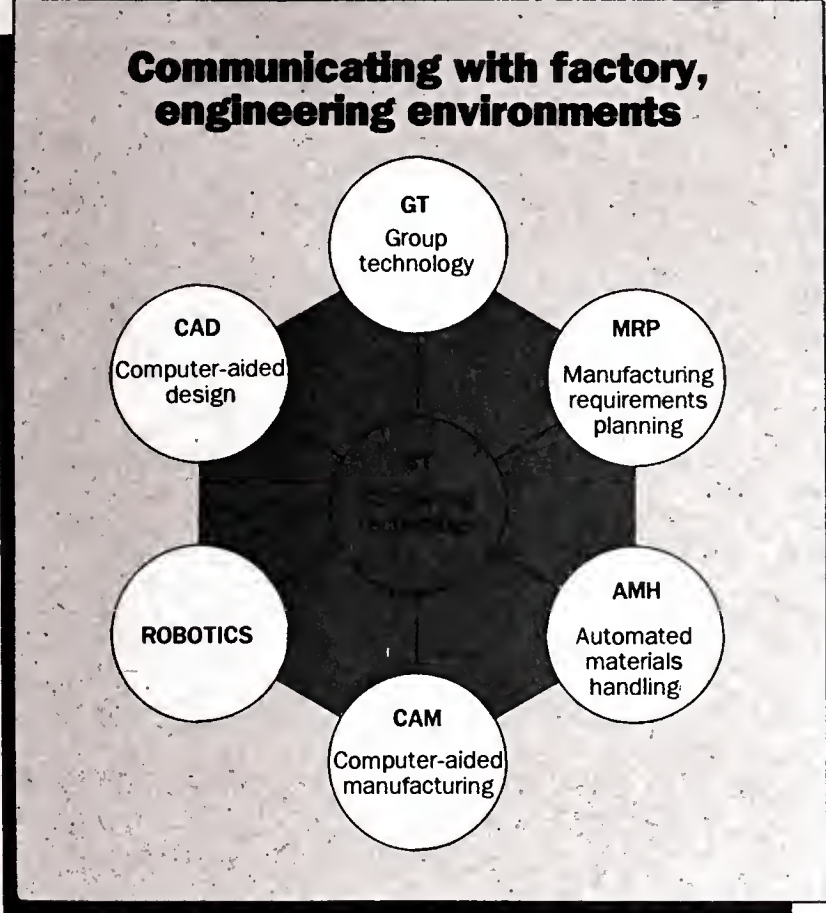 Communicating with factory,
engineering environments
GT
Group
technology
CAD
Computer-aided
design
MRP
Manufacturing
requirements
planning
ROBOTICS
AMH
Automated
materials
handling
CAM
Computer-aided
manufacturing